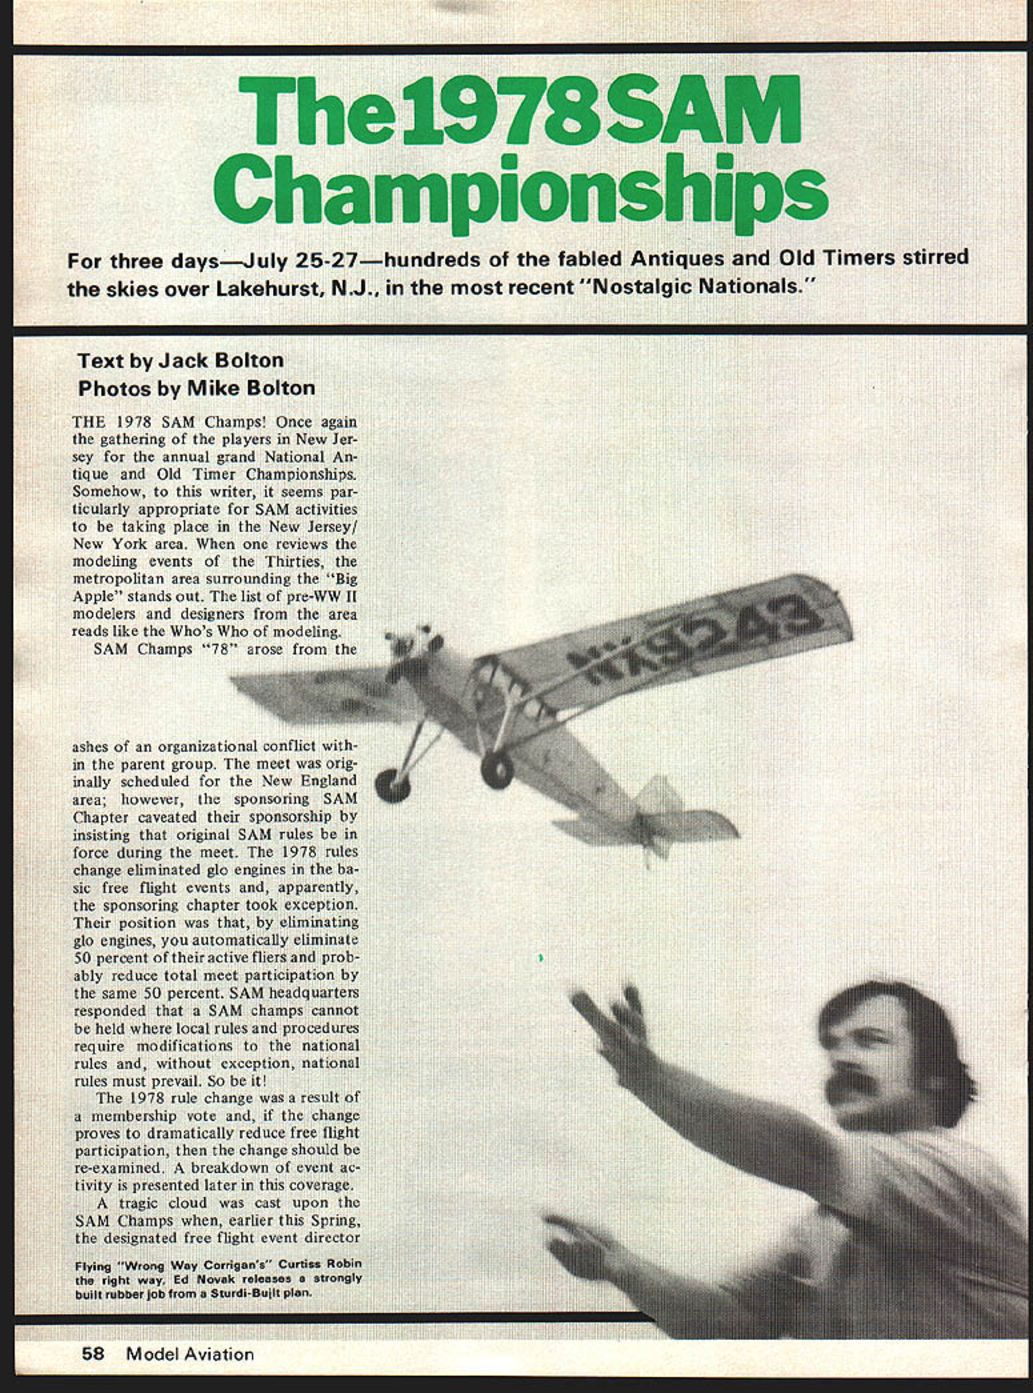 The 1978 SAM
Championships
For three days—July 25-27—hundreds of the fabled Antiques and Old Timers stirred
the skies over Lakehurst, N.J., in the most recent "Nostalgic Nationals."
Text by Jack Bolton
Photos by Mike Bolton
THE 1978 SAM Champs! Once again
the gathering of the players in New Jer-
sey for the annual grand National An-
tique and Old Timer Championships.
Somehow, to this writer, it seems par-
ticularly appropriate for SAM activities
to be taking place in the New Jersey/
New York area. When one reviews the
modeling events of the Thirties, the
metropolitan area surrounding the "Big
Apple" stands out. The list of pre-WW II
modelers and designers from the area
reads like the Who's Who of modeling.
SAM Champs "78" arose from the
NX9243
ashes of an organizational conflict with-
in the parent group. The meet was orig-
inally scheduled for the New England
area; however, the sponsoring SAM
Chapter caveated their sponsorship by
insisting that original SAM rules be in
force during the meet. The 1978 rules
change eliminated glo engines in the ba-
sic free flight events and, apparently,
the sponsoring chapter took exception.
Their position was that, by eliminating
glo engines, you automatically eliminate
50 percent of their active fliers and prob-
ably reduce total meet participation by
the same 50 percent. SAM headquarters
responded that a SAM champs cannot
be held where local rules and procedures
require modifications to the national
rules and, without exception, national
rules must prevail. So be it!
The 1978 rule change was a result of
a membership vote and, if the change
proves to dramatically reduce free flight
participation, then the change should be
re-examined. A breakdown of event ac-
tivity is presented later in this coverage.
A tragic cloud was cast upon the
SAM Champs when, earlier this Spring,
the designated free flight event director
Flying "Wrong Way Corrigan's" Curtiss Robin
the right way, Ed Novak releases a strongly
built rubber job from a Sturdi-Built plan.
58 Model Aviation